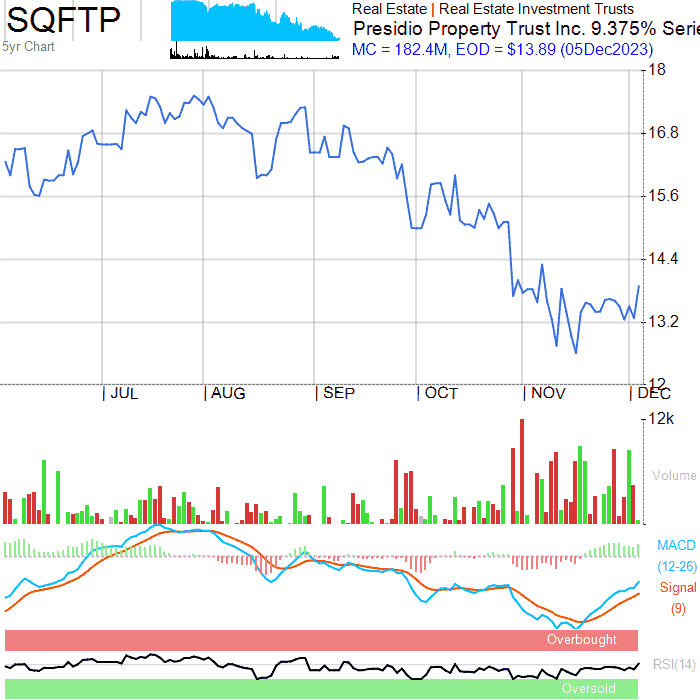 SQFTP
5yr Chart
Real Estate | Real Estate Investment Trusts
Presidio Property Trust Inc. 9.375% Serie
MC = 182.4M, EOD = $13.89 (05Dec2023)
18
16.8
15.6
14.4
13.2
12
JUL AUG SEP OCT NOV DEC
12k
Volume
MACD
(12-26)
Signal
(9)
Overbought
RSI(14)
Oversold